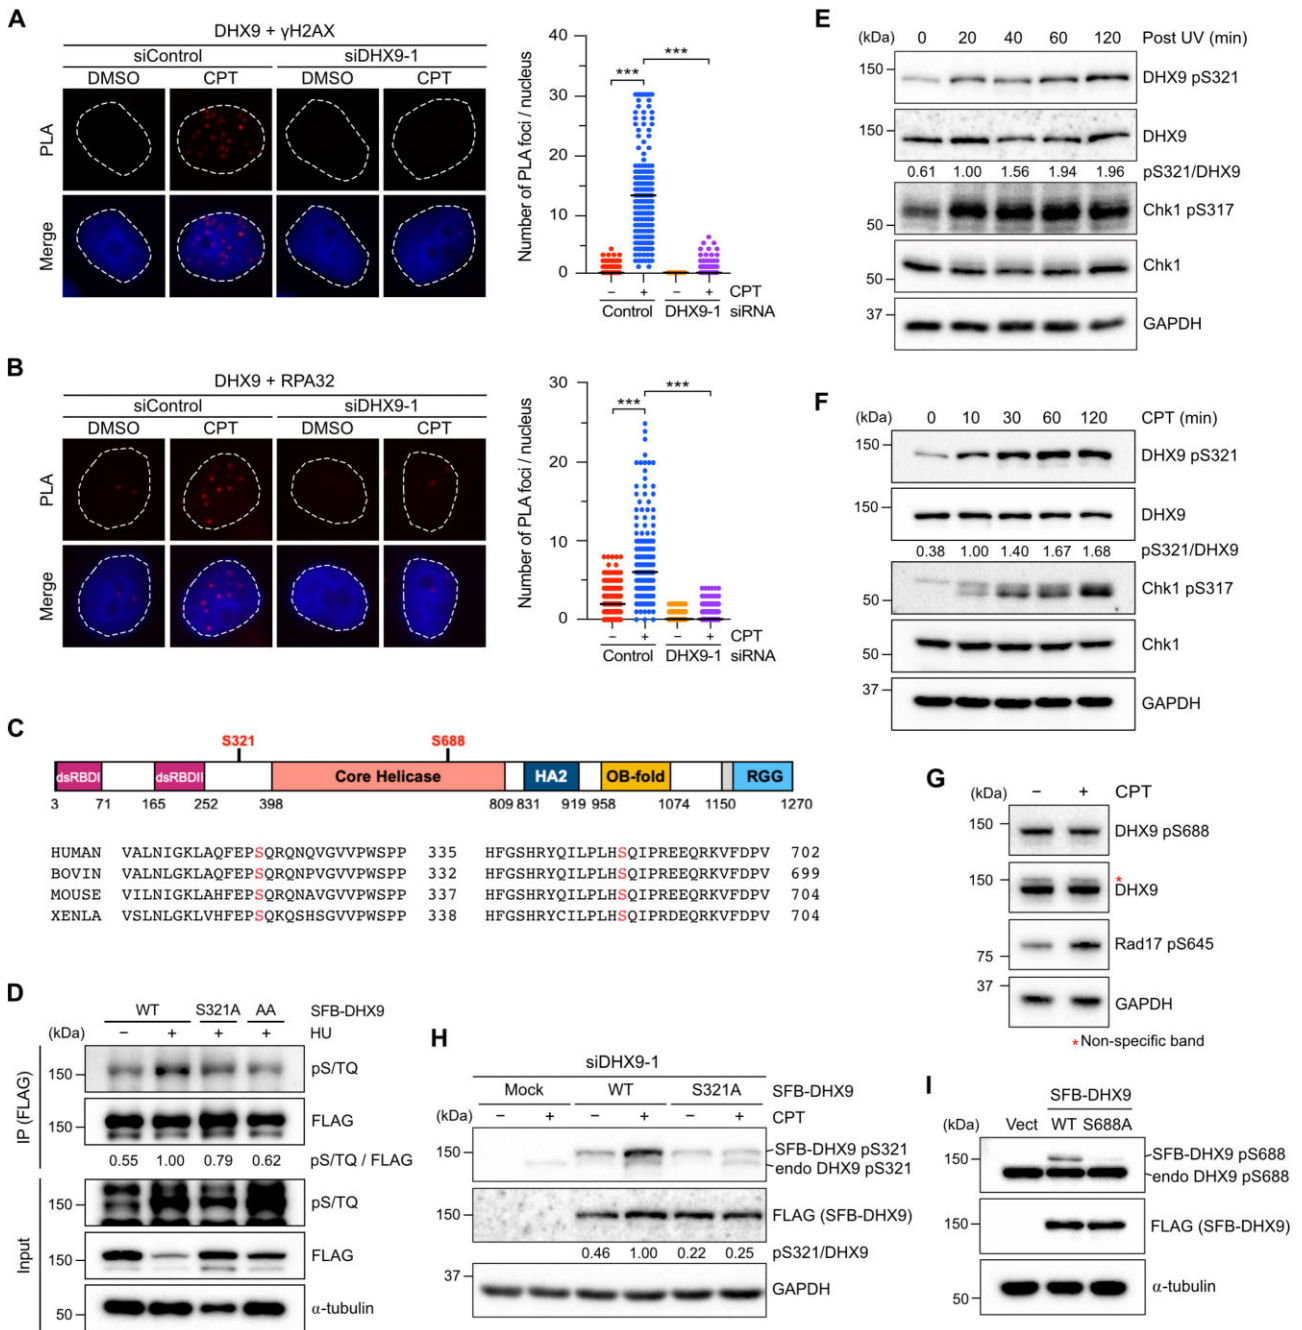 A
DHX9 + γH2AX
siControl
siDHX9-1
DMSO
CPT
DMSO
CPT
PLA
Merge
Number of PLA foci / nucleus
40
30
20
10
0
***
***
− + − + CPT
Control DHX9-1 siRNA
B
DHX9 + RPA32
siControl
siDHX9-1
DMSO
CPT
DMSO
CPT
PLA
Merge
Number of PLA foci / nucleus
30
20
10
0
***
***
− + − + CPT
Control DHX9-1 siRNA
C
S321
S688
dsRBDI dsRBDII Core Helicase HA2 OB-fold RGG
3 71 165 252 398 809 831 919 958 1074 1150 1270
HUMAN VALNIGKLAQFEPSQRQNQVGVVPWSPP 335 HFGSHRYQILPLHSQIPREEQRKVFDPV 702
BOVIN VALNLGKLAQFEPSQRQNPVGVVPWSPP 332 HFGSHRYQILPLHSQIPREEQRKVFDPV 699
MOUSE VILNIGKLAHFEPSQRQNAVGVVPWSPP 337 HFGSHRYQILPLHSQIPREEQRKVFDPV 704
XENLA VSLNLGKLVHFEPSQKQSHSGVVPWSPP 338 HFGSHRYCILPLHSQIPRDEQRKVFDPV 704
D
WT S321A AA SFB-DHX9
(kDa) − + + + HU
IP (FLAG)
150 pS/TQ
150 FLAG
0.55 1.00 0.79 0.62 pS/TQ / FLAG
Input
150 pS/TQ
150 FLAG
50 α-tubulin
E
(kDa) 0 20 40 60 120 Post UV (min)
150 DHX9 pS321
150 DHX9
0.61 1.00 1.56 1.94 1.96 pS321/DHX9
50 Chk1 pS317
50 Chk1
37 GAPDH
F
(kDa) 0 10 30 60 120 CPT (min)
150 DHX9 pS321
150 DHX9
0.38 1.00 1.40 1.67 1.68 pS321/DHX9
50 Chk1 pS317
50 Chk1
37 GAPDH
G
(kDa) − + CPT
150 DHX9 pS688
150 * DHX9
75 Rad17 pS645
37 GAPDH
*Non-specific band
H
siDHX9-1
Mock WT S321A SFB-DHX9
(kDa) − + − + − + CPT
150 SFB-DHX9 pS321
endo DHX9 pS321
150 FLAG (SFB-DHX9)
0.46 1.00 0.22 0.25 pS321/DHX9
37 GAPDH
I
SFB-DHX9
(kDa) Vect WT S688A
150 SFB-DHX9 pS688
endo DHX9 pS688
150 FLAG (SFB-DHX9)
50 α-tubulin